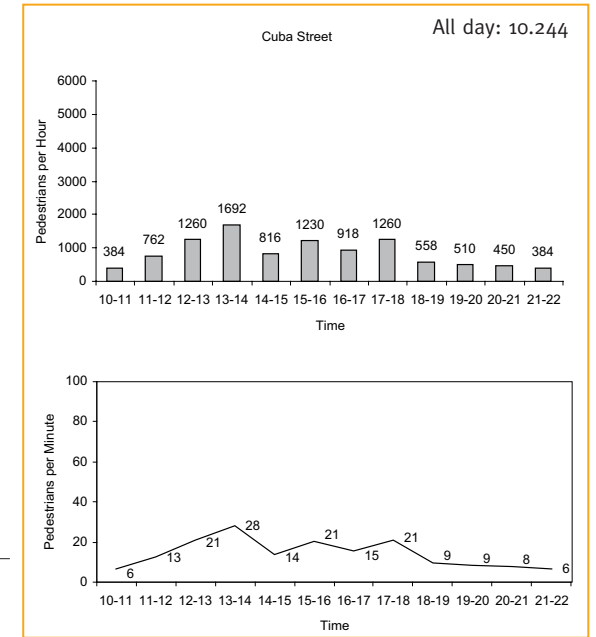 All day: 10.244
Cuba Street
Pedestrians per Hour
6000
5000
4000
3000
2000
1000
0
384 762 1260 1692 816 1230 918 1260 558 510 450 384
10-11 11-12 12-13 13-14 14-15 15-16 16-17 17-18 18-19 19-20 20-21 21-22
Time
Pedestrians per Minute
100
80
60
40
20
0
6 13 21 28 14 21 15 21 9 9 8 6
10-11 11-12 12-13 13-14 14-15 15-16 16-17 17-18 18-19 19-20 20-21 21-22
Time